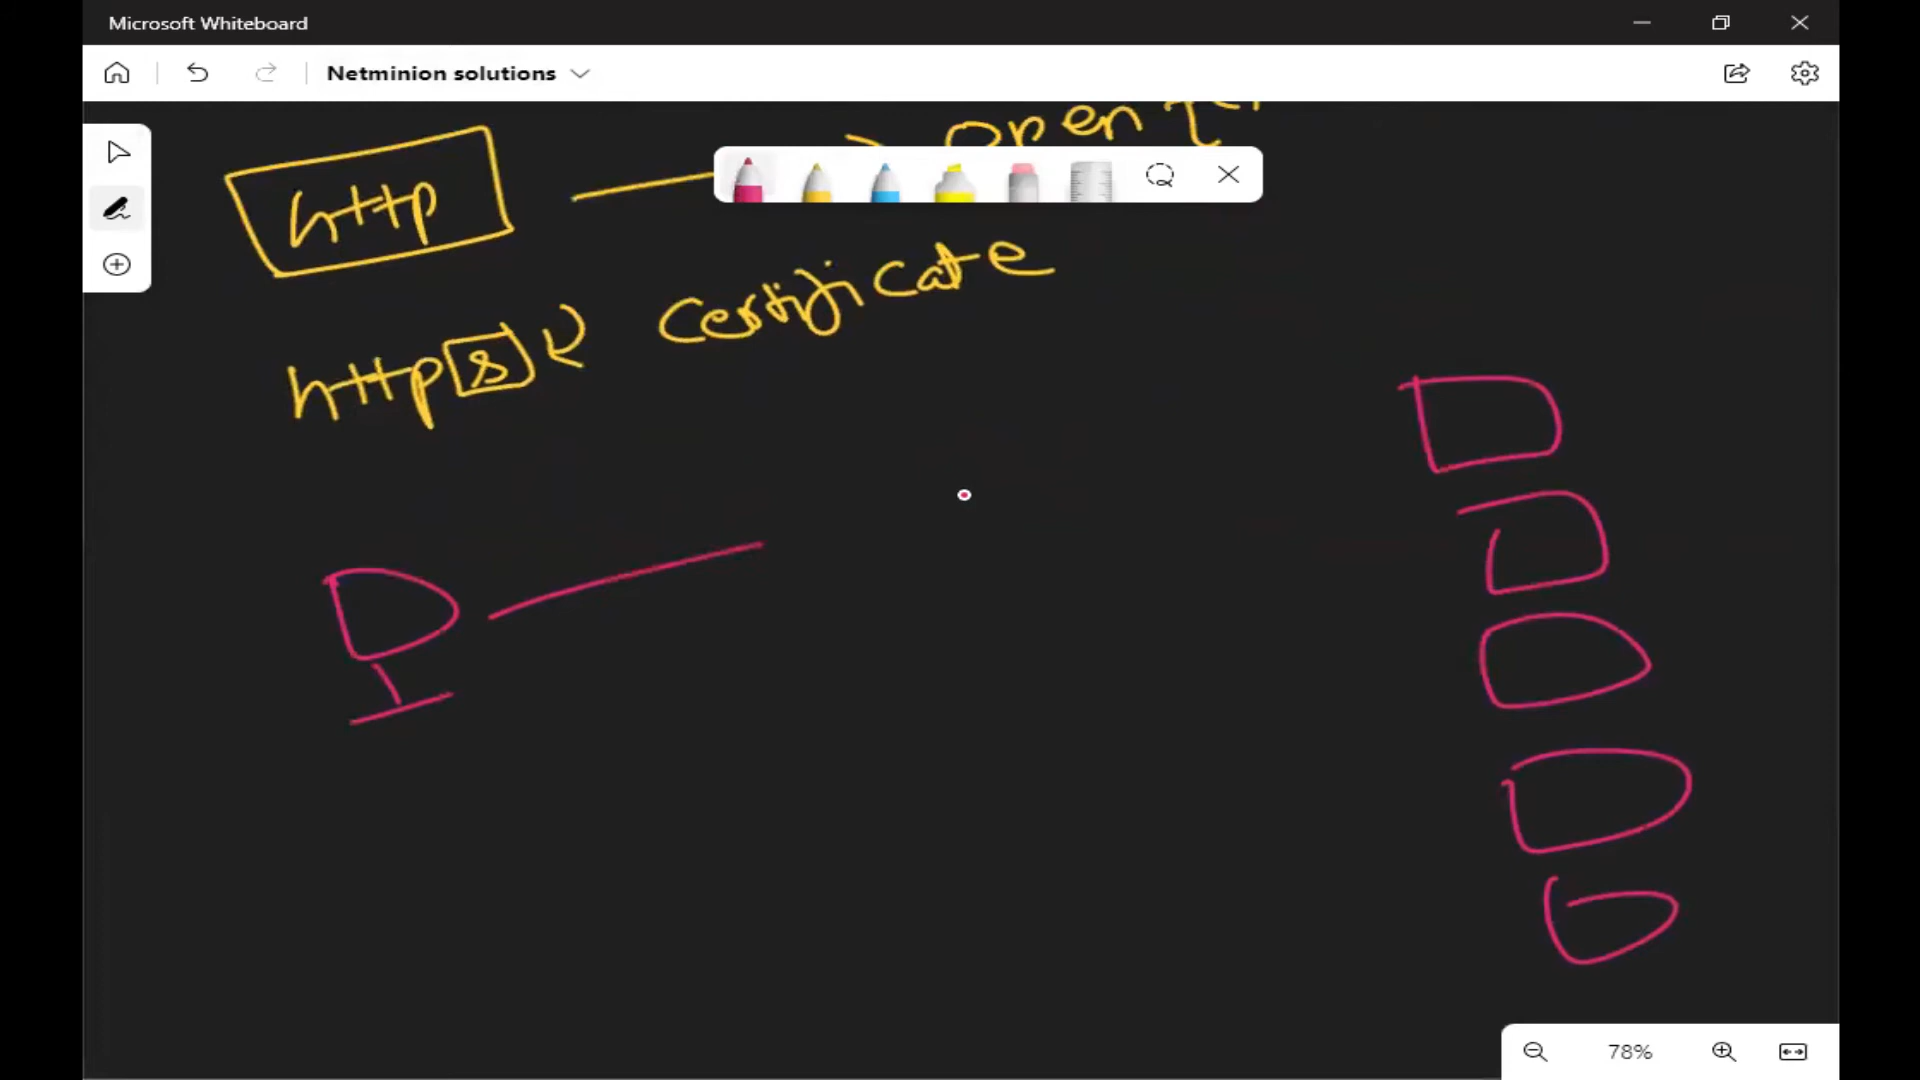 Microsoft Whiteboard
Netminion solutions
open
http
certificate
https
78%